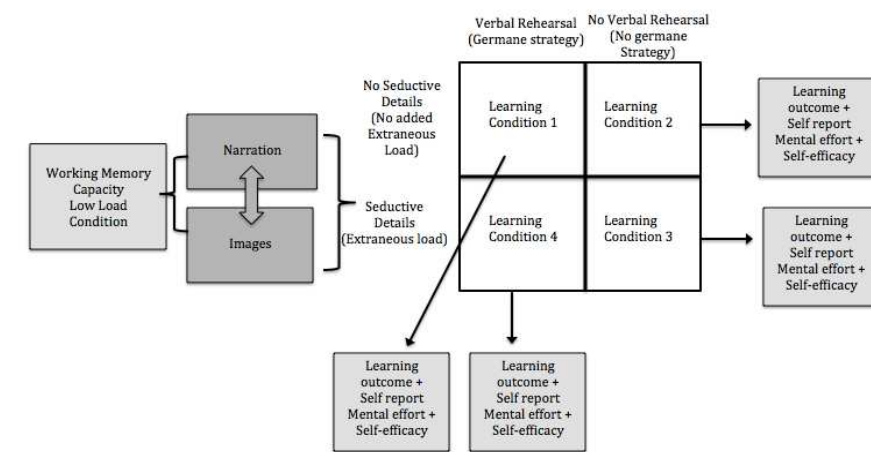 Verbal Rehearsal
(Germane strategy)
No Verbal Rehearsal
(No germane
Strategy)
No Seductive
Details
(No added
Extraneous
Load)
Learning
Condition 1
Learning
Condition 2
Learning
outcome +
Self report
Mental effort +
Self-efficacy
Narration
Working Memory
Capacity
Low Load
Condition
Images
Seductive
Details
(Extraneous load)
Learning
Condition 4
Learning
Condition 3
Learning
outcome +
Self report
Mental effort +
Self-efficacy
Learning
outcome +
Self report
Mental effort +
Self-efficacy
Learning
outcome +
Self report
Mental effort +
Self-efficacy